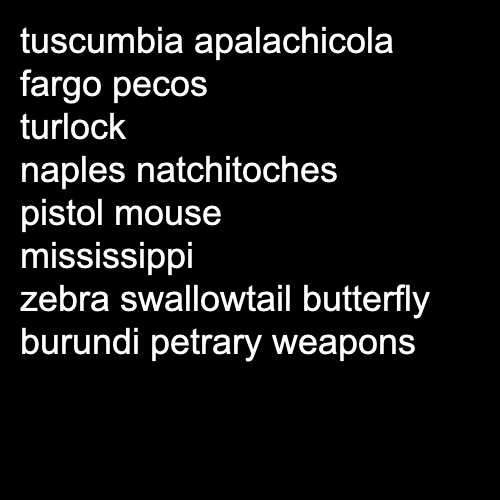 tuscumbia apalachicola
fargo pecos
turlock
naples natchitoches
pistol mouse
mississippi
zebra swallowtail butterfly
burundi petrary weapons